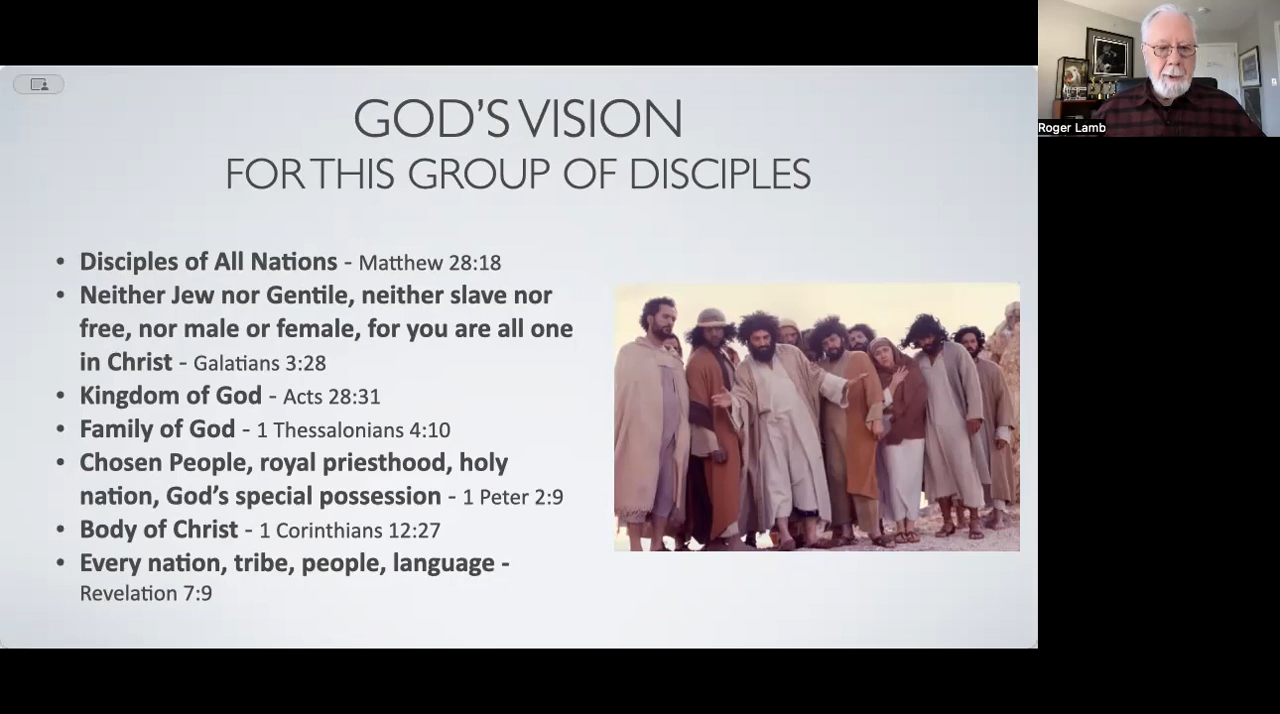 GOD'S VISION
FOR THIS GROUP OF DISCIPLES
• Disciples of All Nations - Matthew 28:18
• Neither Jew nor Gentile, neither slave nor
free, nor male or female, for you are all one
in Christ - Galatians 3:28
• Kingdom of God - Acts 28:31
• Family of God - 1 Thessalonians 4:10
• Chosen People, royal priesthood, holy
nation, God's special possession - 1 Peter 2:9
• Body of Christ - 1 Corinthians 12:27
• Every nation, tribe, people, language -
Revelation 7:9
Roger Lamb